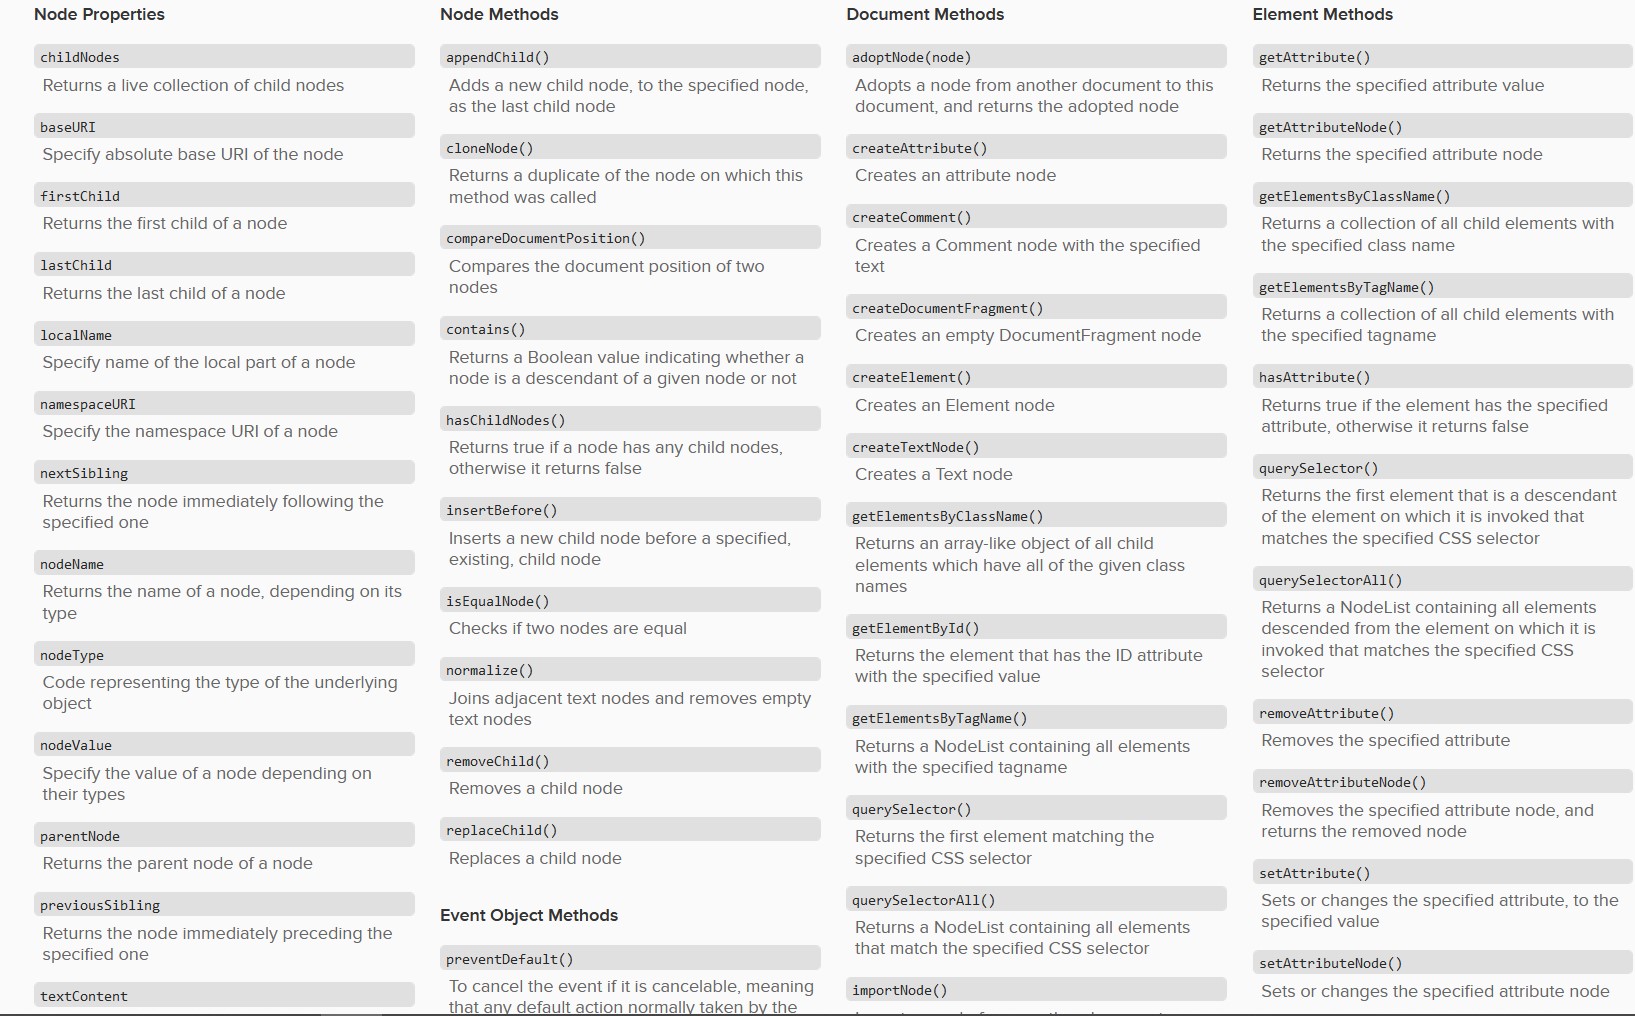 Node Properties
childNodes
Returns a live collection of child nodes
baseURI
Specify absolute base URI of the node
firstChild
Returns the first child of a node
lastChild
Returns the last child of a node
localName
Specify name of the local part of a node
namespaceURI
Specify the namespace URI of a node
nextSibling
Returns the node immediately following the
specified one
nodeName
Returns the name of a node, depending on its
type
nodeType
Code representing the type of the underlying
object
nodeValue
Specify the value of a node depending on
their types
parentNode
Returns the parent node of a node
previousSibling
Returns the node immediately preceding the
specified one
textContent
Node Methods
appendChild()
Adds a new child node, to the specified node,
as the last child node
cloneNode()
Returns a duplicate of the node on which this
method was called
compareDocumentPosition()
Compares the document position of two
nodes
contains()
Returns a Boolean value indicating whether a
node is a descendant of a given node or not
hasChildNodes()
Returns true if a node has any child nodes,
otherwise it returns false
insertBefore()
Inserts a new child node before a specified,
existing, child node
isEqualNode()
Checks if two nodes are equal
normalize()
Joins adjacent text nodes and removes empty
text nodes
removeChild()
Removes a child node
replaceChild()
Replaces a child node
Event Object Methods
preventDefault()
To cancel the event if it is cancelable, meaning
that any default action normally taken by the
Document Methods
adoptNode(node)
Adopts a node from another document to this
document, and returns the adopted node
createAttribute()
Creates an attribute node
createComment()
Creates a Comment node with the specified
text
createDocumentFragment()
Creates an empty DocumentFragment node
createElement()
Creates an Element node
createTextNode()
Creates a Text node
getElementsByClassName()
Returns an array-like object of all child
elements which have all of the given class
names
getElementById()
Returns the element that has the ID attribute
with the specified value
getElementsByTagName()
Returns a NodeList containing all elements
with the specified tagname
querySelector()
Returns the first element matching the
specified CSS selector
querySelectorAll()
Returns a NodeList containing all elements
that match the specified CSS selector
importNode()
Element Methods
getAttribute()
Returns the specified attribute value
getAttributeNode()
Returns the specified attribute node
getElementsByClassName()
Returns a collection of all child elements with
the specified class name
getElementsByTagName()
Returns a collection of all child elements with
the specified tagname
hasAttribute()
Returns true if the element has the specified
attribute, otherwise it returns false
querySelector()
Returns the first element that is a descendant
of the element on which it is invoked that
matches the specified CSS selector
querySelectorAll()
Returns a NodeList containing all elements
descended from the element on which it is
invoked that matches the specified CSS
selector
removeAttribute()
Removes the specified attribute
removeAttributeNode()
Removes the specified attribute node, and
returns the removed node
setAttribute()
Sets or changes the specified attribute, to the
specified value
setAttributeNode()
Sets or changes the specified attribute node